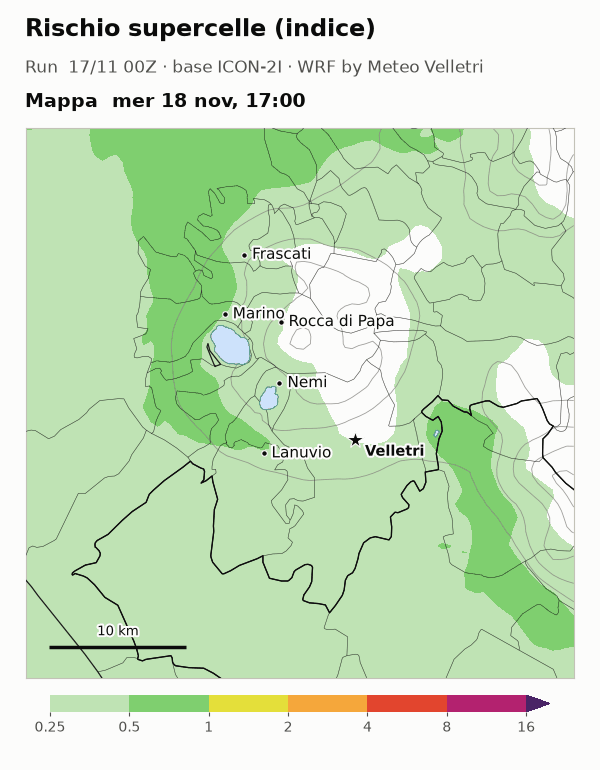 Rischio supercelle (indice)
Run  17/11 00Z · base ICON-2I · WRF by Meteo Velletri
Mappa  mer 18 nov, 17:00
Frascati
Marino
Rocca di Papa
Nemi
Velletri
Lanuvio
10 km
0.25 0.5 1 2 4 8 16